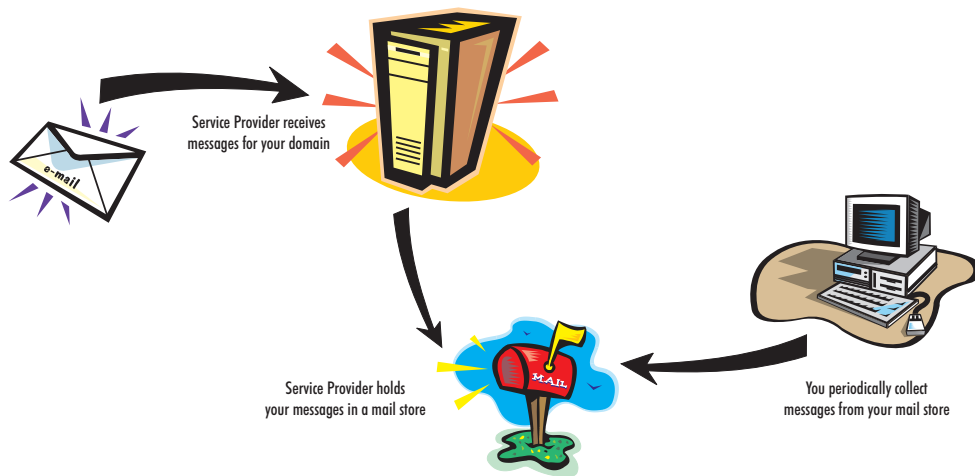 Service Provider receives
messages for your domain
e-mail
MAIL
Service Provider holds
your messages in a mail store
You periodically collect
messages from your mail store